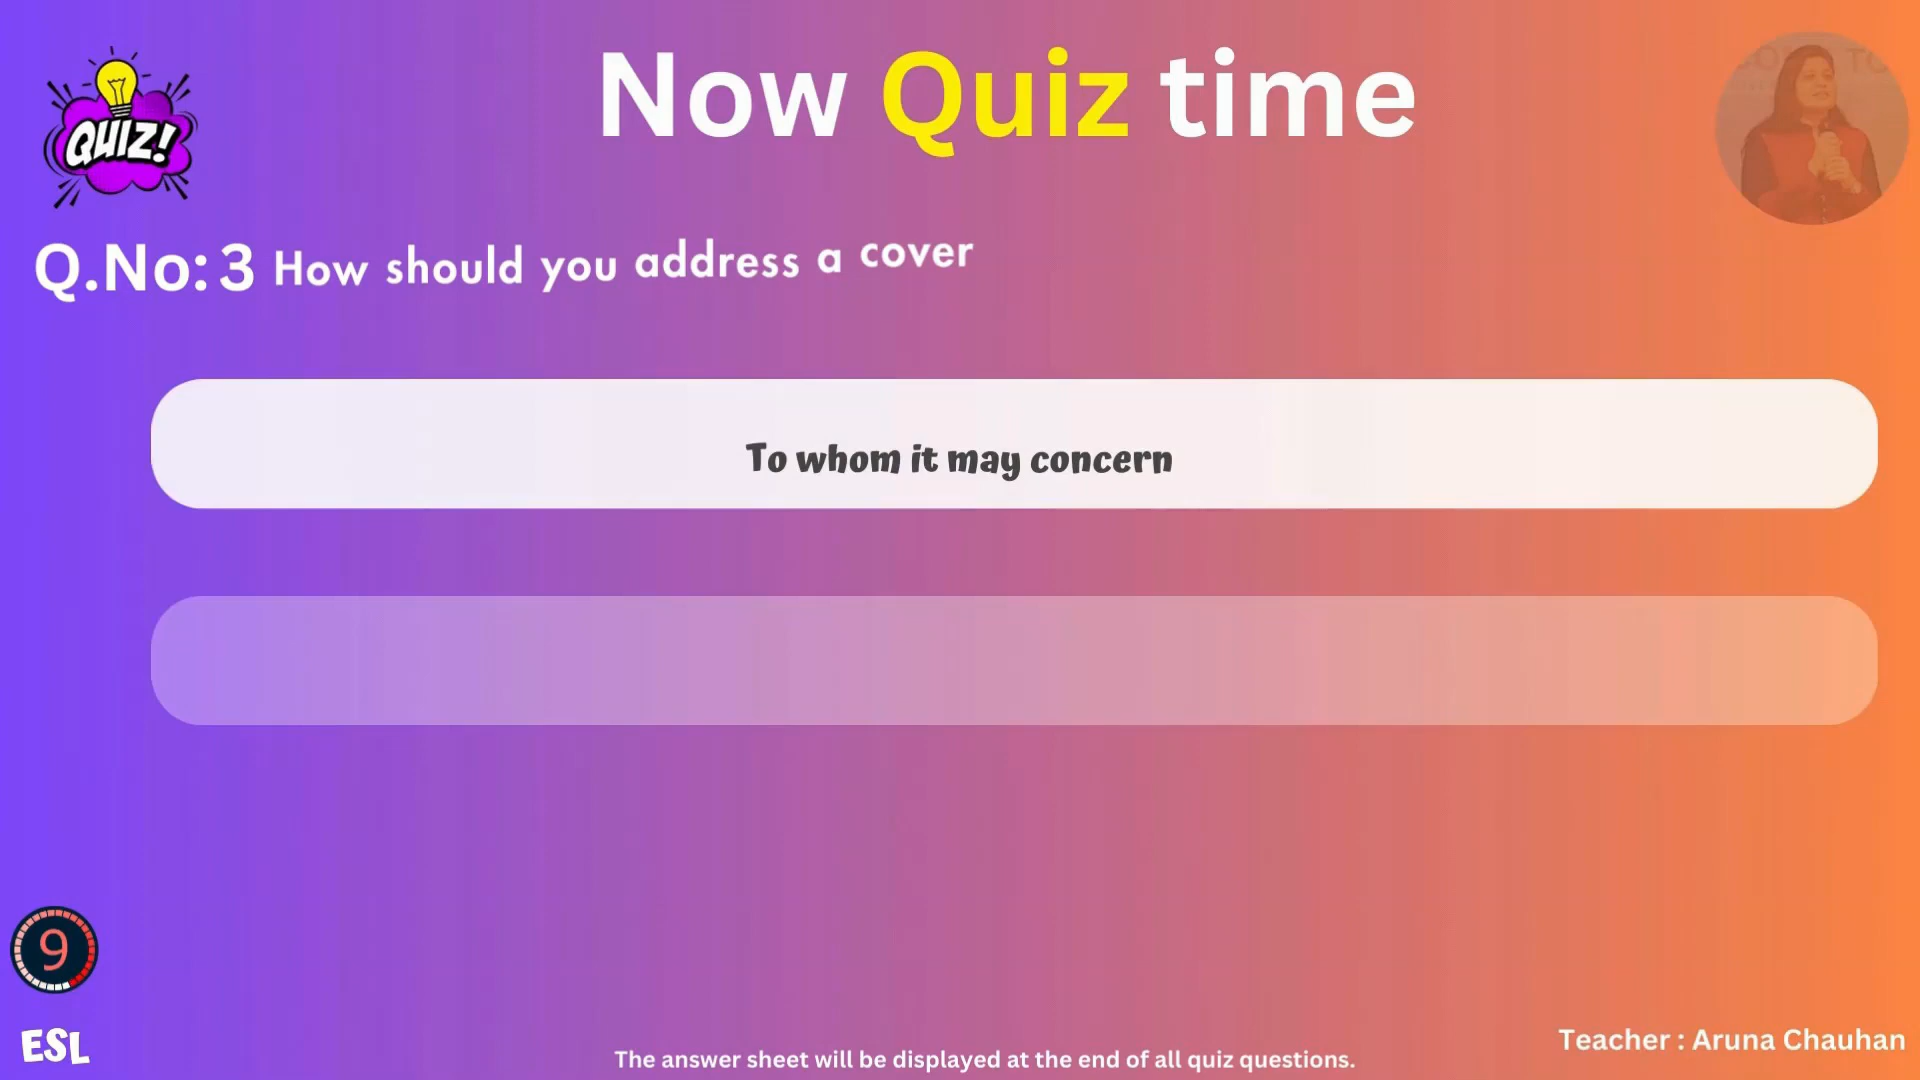 QUIZ!
Now Quiz time
Q.No: 3 How should you address a cover
To whom it may concern
9
ESL
The answer sheet will be displayed at the end of all quiz questions.
Teacher : Aruna Chauhan